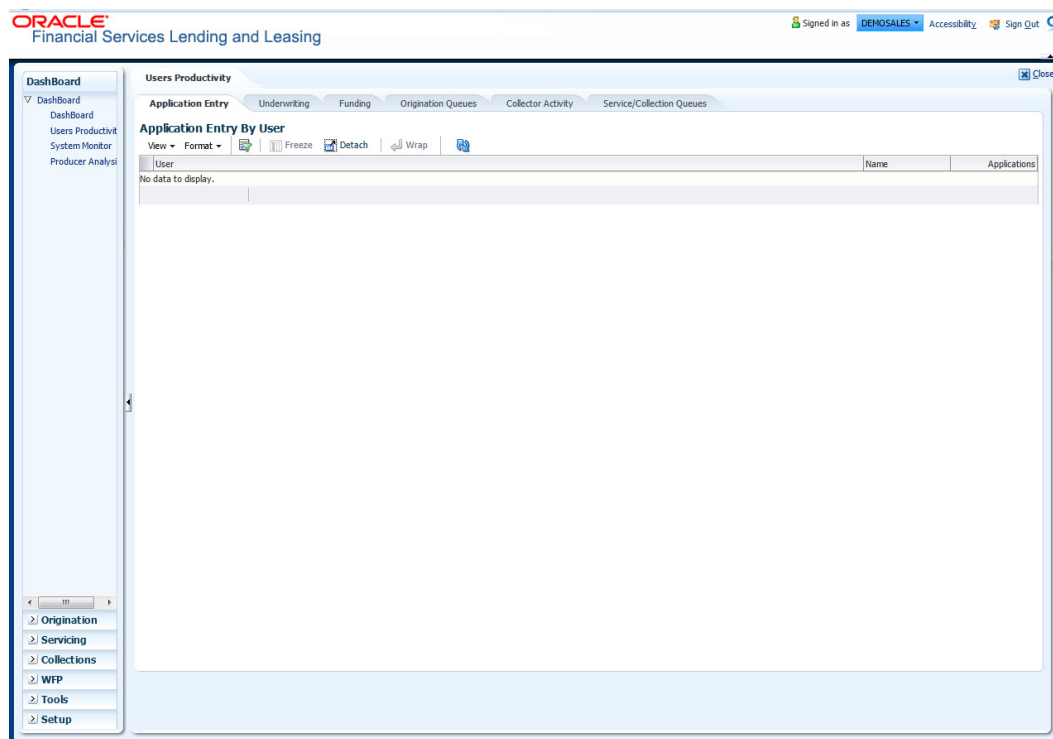 ORACLE
Financial Services Lending and Leasing
Signed in as DEMOSALES Accessibility Sign Out
Close
DashBoard
DashBoard
DashBoard
Users Productivit
System Monitor
Producer Analysi
Origination
Servicing
Collections
WFP
Tools
Setup
Users Productivity
Application Entry Underwriting Funding Origination Queues Collector Activity Service/Collection Queues
Application Entry By User
View Format Freeze Detach Wrap
User Name Applications
No data to display.